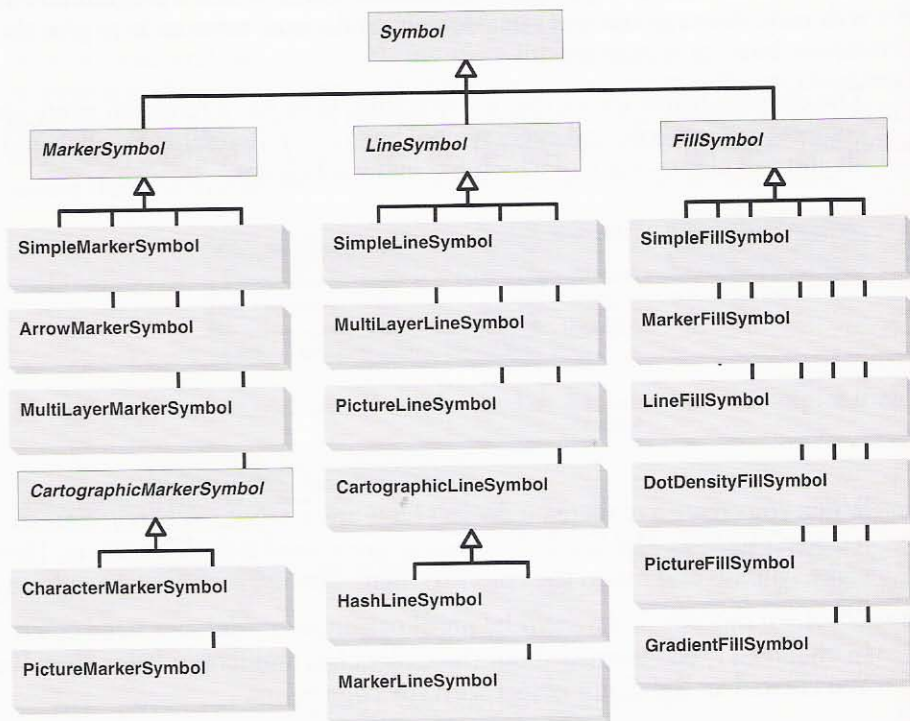 Symbol
MarkerSymbol
LineSymbol
FillSymbol
SimpleMarkerSymbol
ArrowMarkerSymbol
MultiLayerMarkerSymbol
CartographicMarkerSymbol
CharacterMarkerSymbol
PictureMarkerSymbol
SimpleLineSymbol
MultiLayerLineSymbol
PictureLineSymbol
CartographicLineSymbol
HashLineSymbol
MarkerLineSymbol
SimpleFillSymbol
MarkerFillSymbol
LineFillSymbol
DotDensityFillSymbol
PictureFillSymbol
GradientFillSymbol